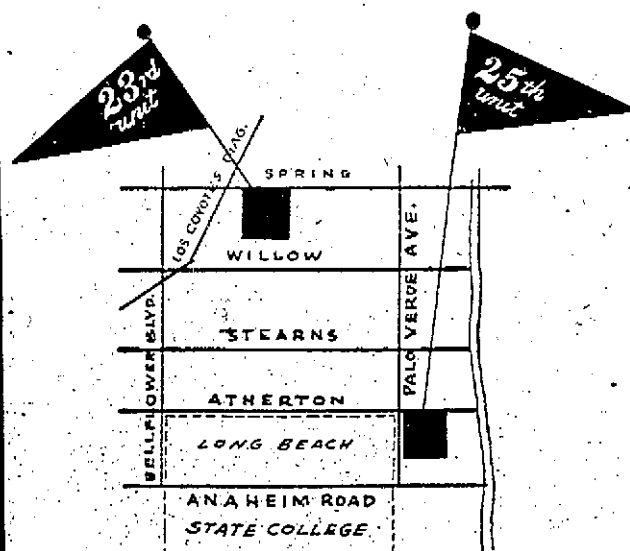 23rd
unit
25th
unit
LOS COYOTES DIAG.
SPRING
WILLOW
PALO VERDE AVE.
BELLFLOWER BLVD.
STEARNS
ATHERTON
LONG BEACH
ANAHEIM ROAD
STATE COLLEGE